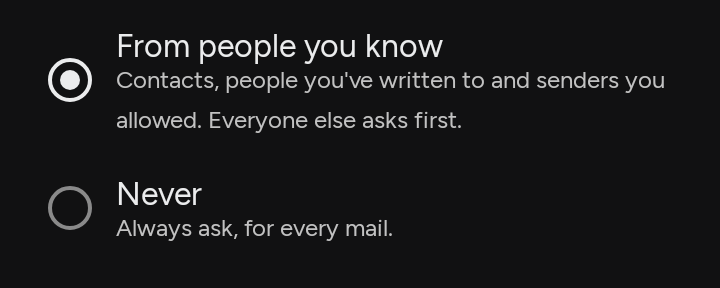 From people you know
Contacts, people you've written to and senders you
allowed. Everyone else asks first.
Never
Always ask, for every mail.